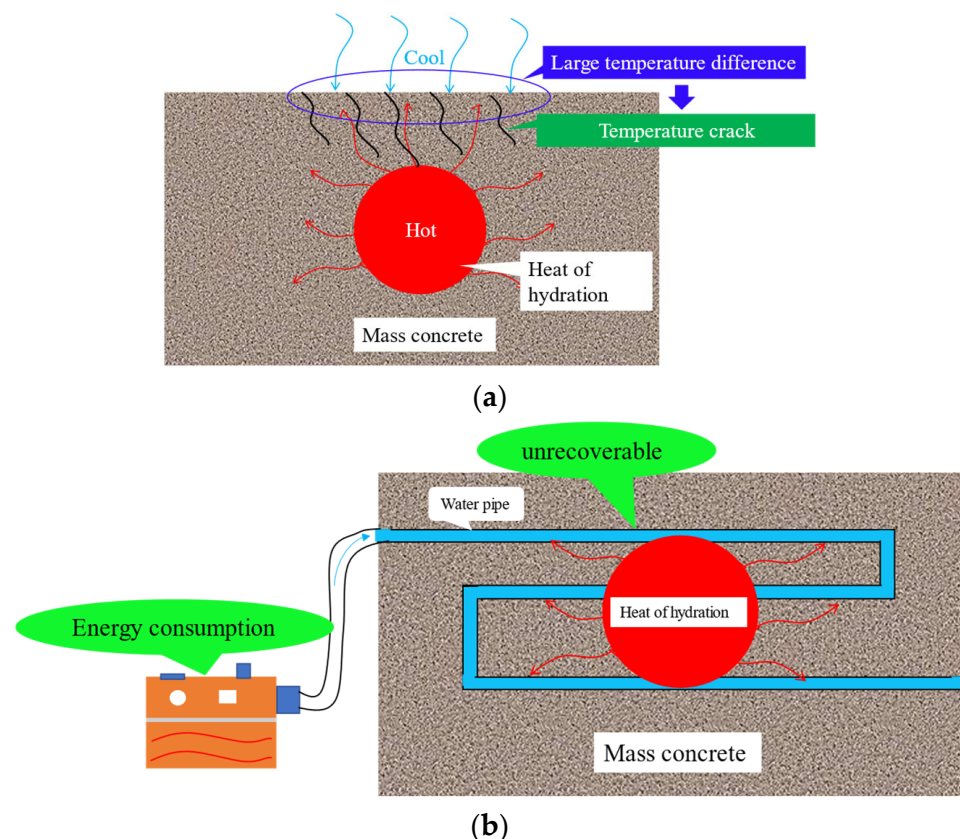 Cool
Large temperature difference
Temperature crack
Hot
Heat of
hydration
Mass concrete
(a)
unrecoverable
Water pipe
Energy consumption
Heat of hydration
Mass concrete
(b)